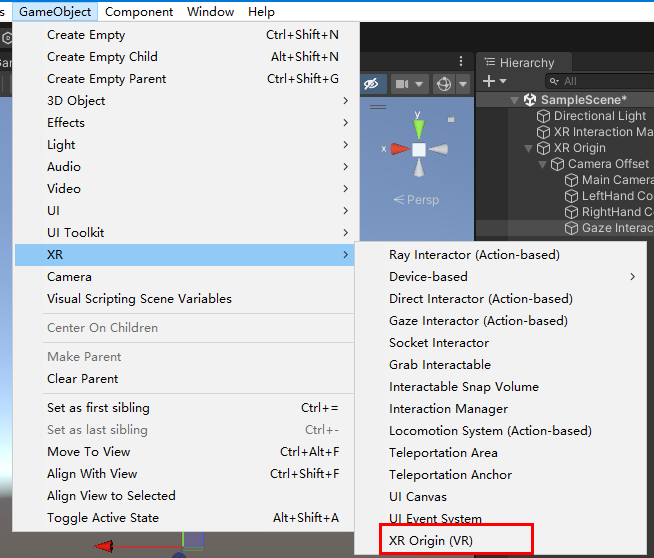 s GameObject Component Window Help
Create Empty Ctrl+Shift+N
Create Empty Child Alt+Shift+N
Create Empty Parent Ctrl+Shift+G
3D Object
Effects
Light
Audio
Video
UI
UI Toolkit
XR
Camera
Visual Scripting Scene Variables
Center On Children
Make Parent
Clear Parent
Set as first sibling Ctrl+=
Set as last sibling Ctrl+-
Move To View Ctrl+Alt+F
Align With View Ctrl+Shift+F
Align View to Selected
Toggle Active State Alt+Shift+A
y
x
Persp
Hierarchy
All
SampleScene*
Directional Light
XR Interaction Ma
XR Origin
Camera Offset
Main Camera
LeftHand Co
RightHand Co
Gaze Interac
Ray Interactor (Action-based)
Device-based
Direct Interactor (Action-based)
Gaze Interactor (Action-based)
Socket Interactor
Grab Interactable
Interactable Snap Volume
Interaction Manager
Locomotion System (Action-based)
Teleportation Area
Teleportation Anchor
UI Canvas
UI Event System
XR Origin (VR)